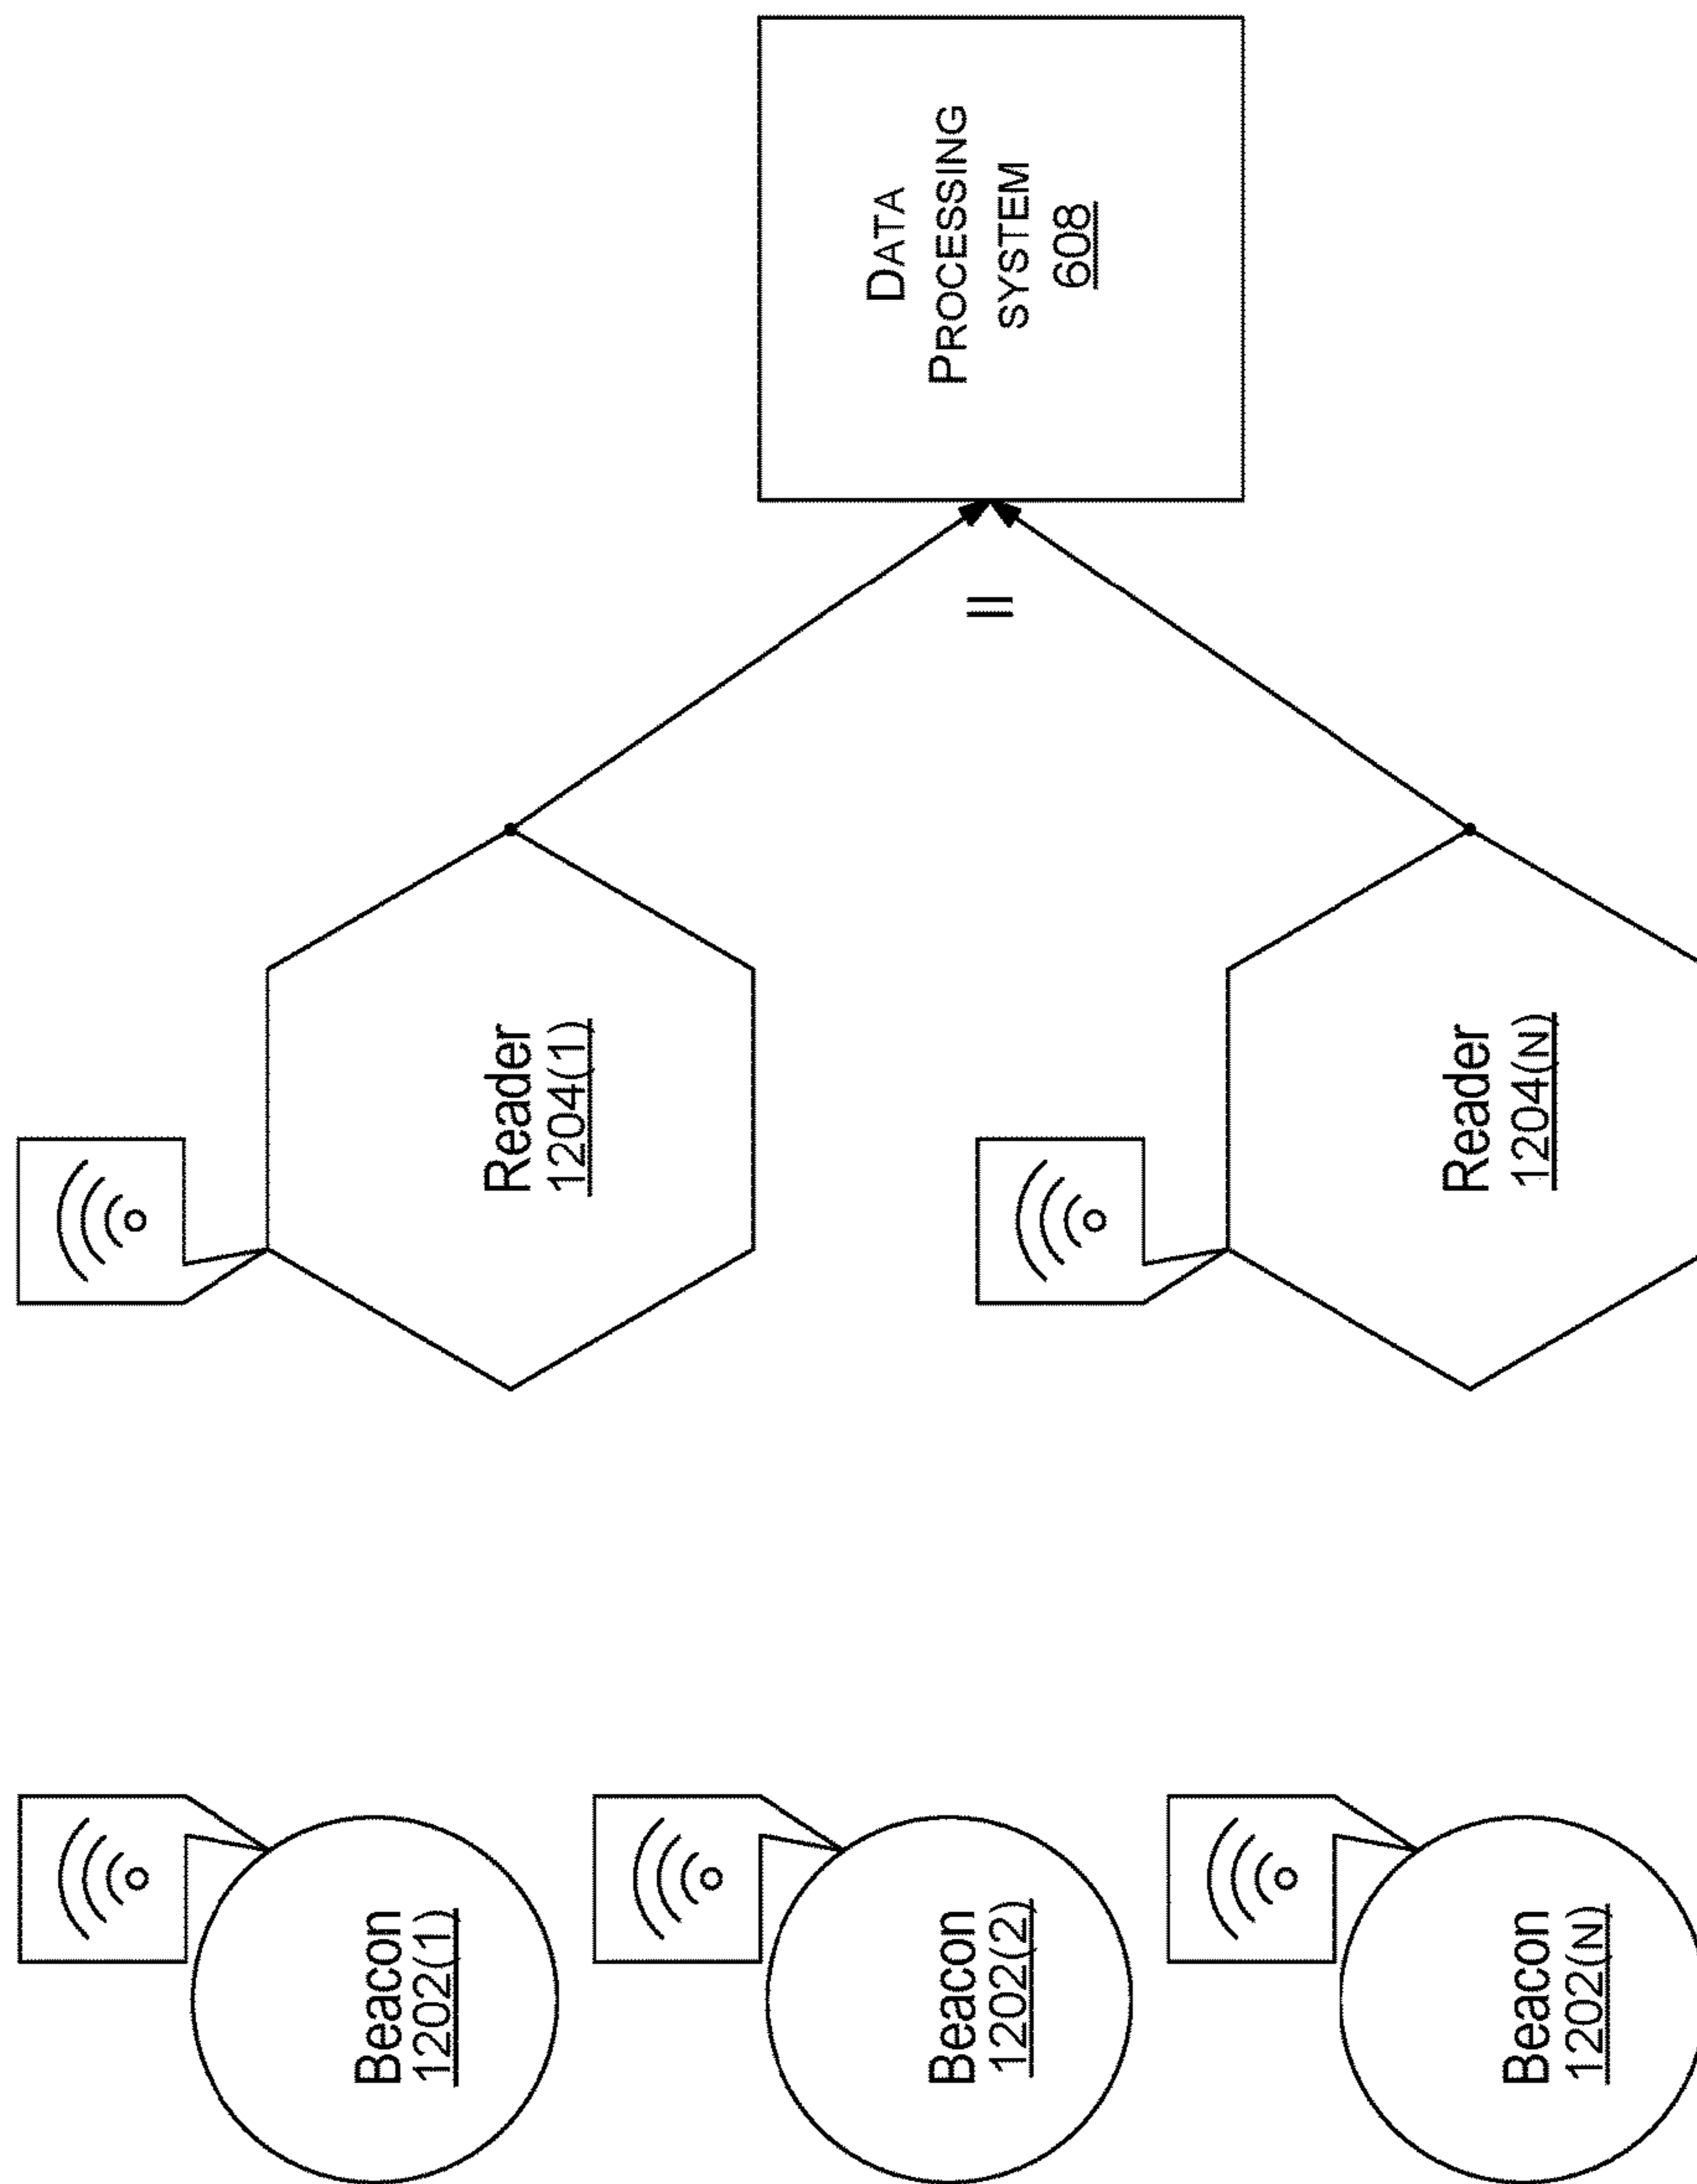 Beacon
1202(1)
Beacon
1202(2)
Beacon
1202(N)
Reader
1204(1)
Reader
1204(N)
DATA
PROCESSING
SYSTEM
608